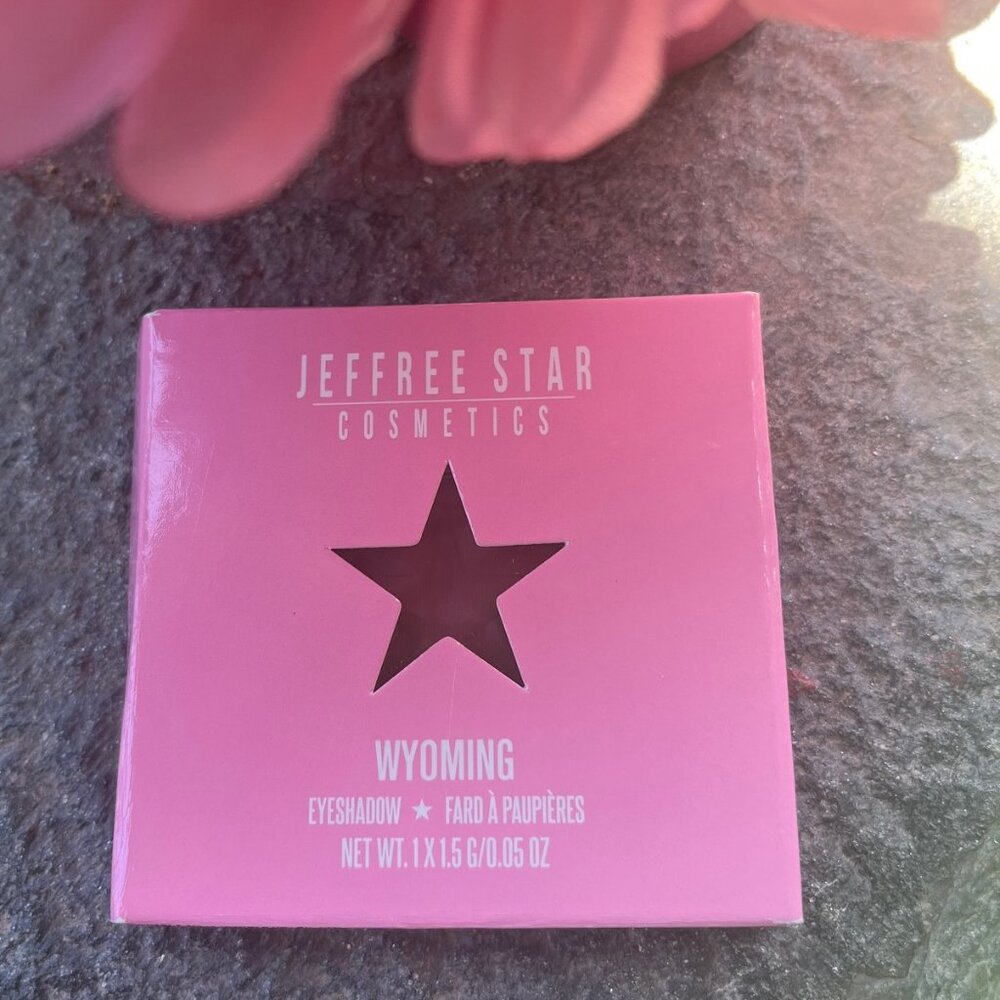 JEFFREE STAR
COSMETICS
WYOMING
EYESHADOW ★ FARD À PAUPIÈRES
NET WT. 1 X 1.5 G/0.05 OZ